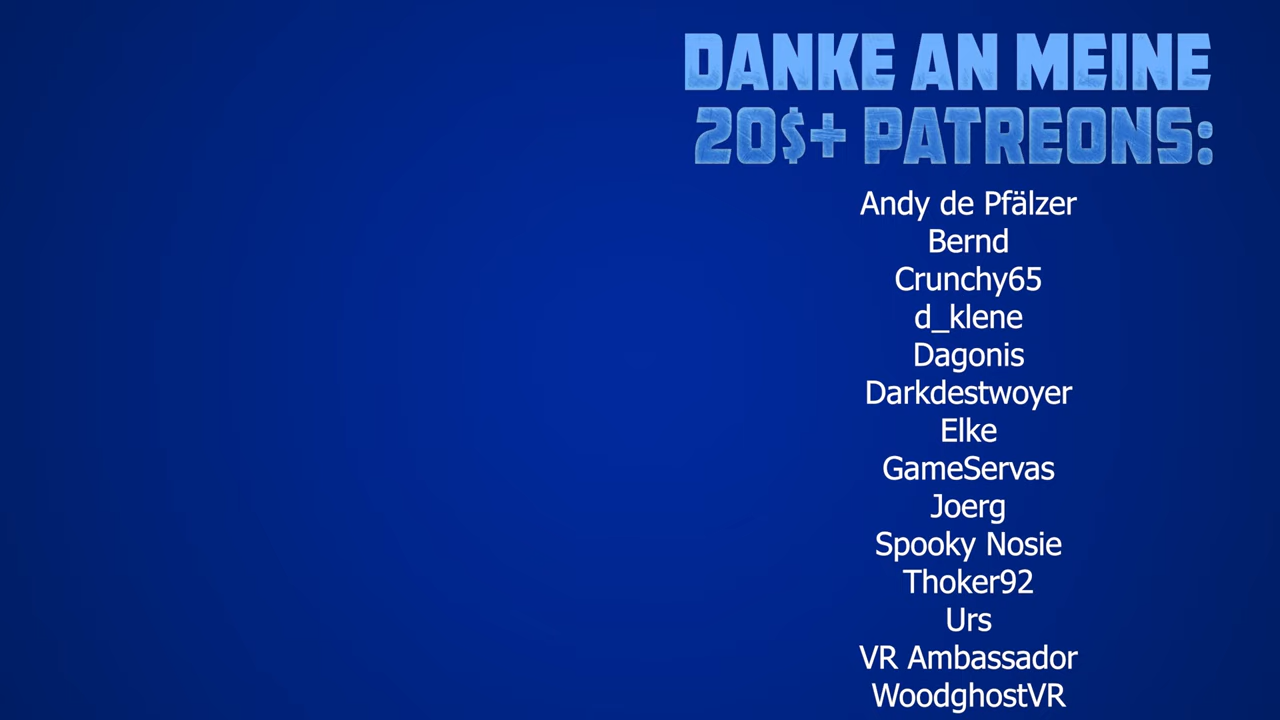 DANKE AN MEINE
20$+ PATREONS:
Andy de Pfälzer
Bernd
Crunchy65
d_klene
Dagonis
Darkdestwoyer
Elke
GameServas
Joerg
Spooky Nosie
Thoker92
Urs
VR Ambassador
WoodghostVR